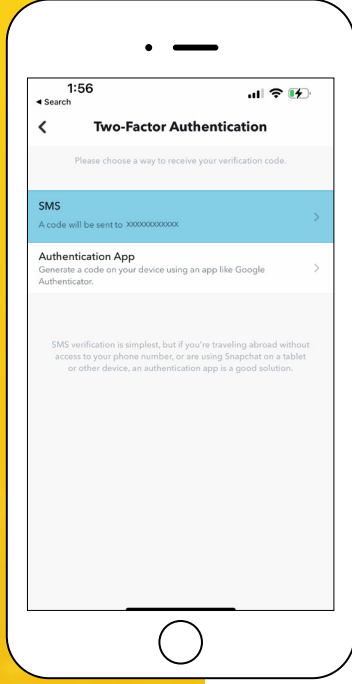 1:56
◄ Search
Two-Factor Authentication
Please choose a way to receive your verification code.
SMS
A code will be sent to xxxxxxxxxxxx
Authentication App
Generate a code on your device using an app like Google
Authenticator.
SMS verification is simplest, but if you're traveling abroad without
access to your phone number, or are using Snapchat on a tablet
or other device, an authentication app is a good solution.